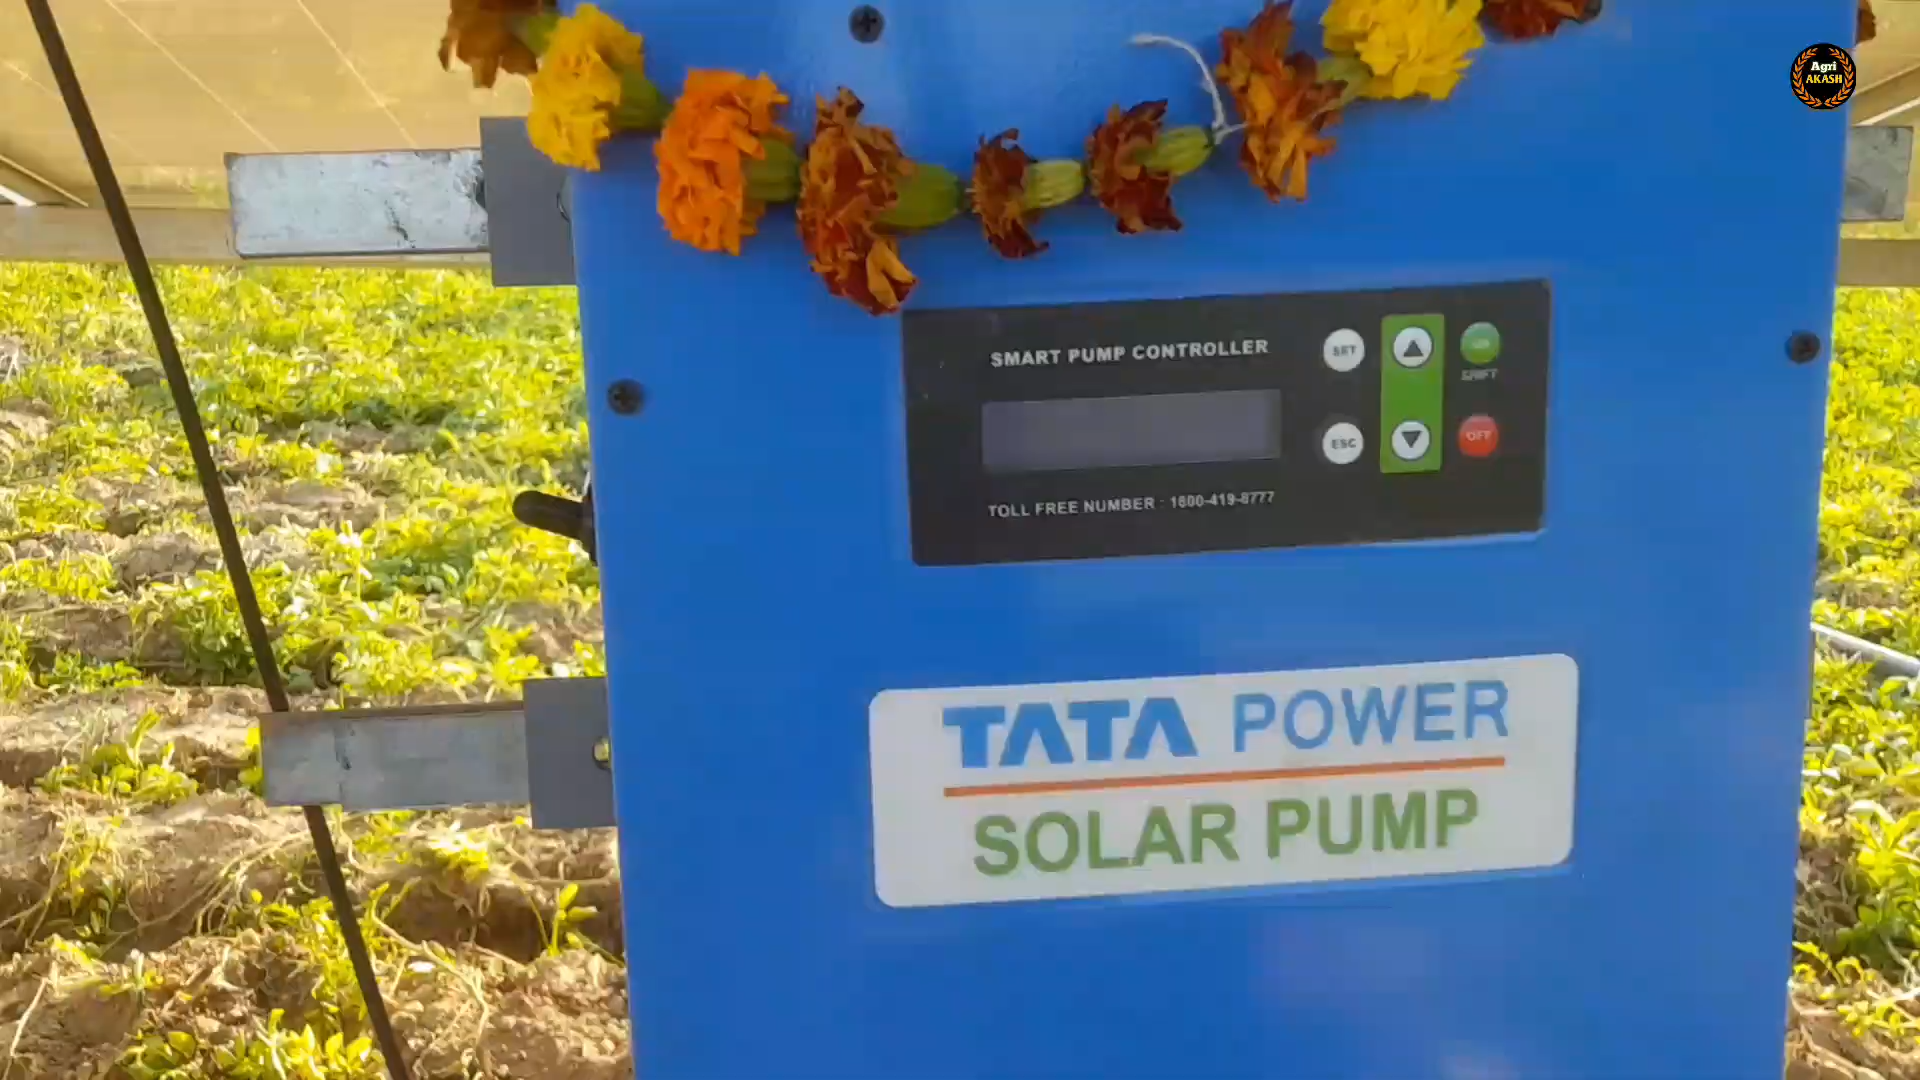 Agri
AKASH
SMART PUMP CONTROLLER
SET
ON
SHIFT
ESC
OFF
TOLL FREE NUMBER : 1800-419-8777
TATA POWER
SOLAR PUMP